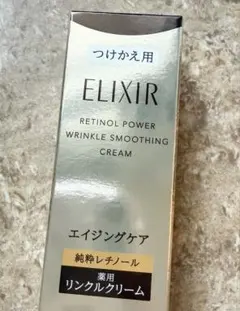 つけかえ用
ELIXIR
RETINOL POWER
WRINKLE SMOOTHING
CREAM
エイジングケア
純粋レチノール
薬用
リンクルクリーム